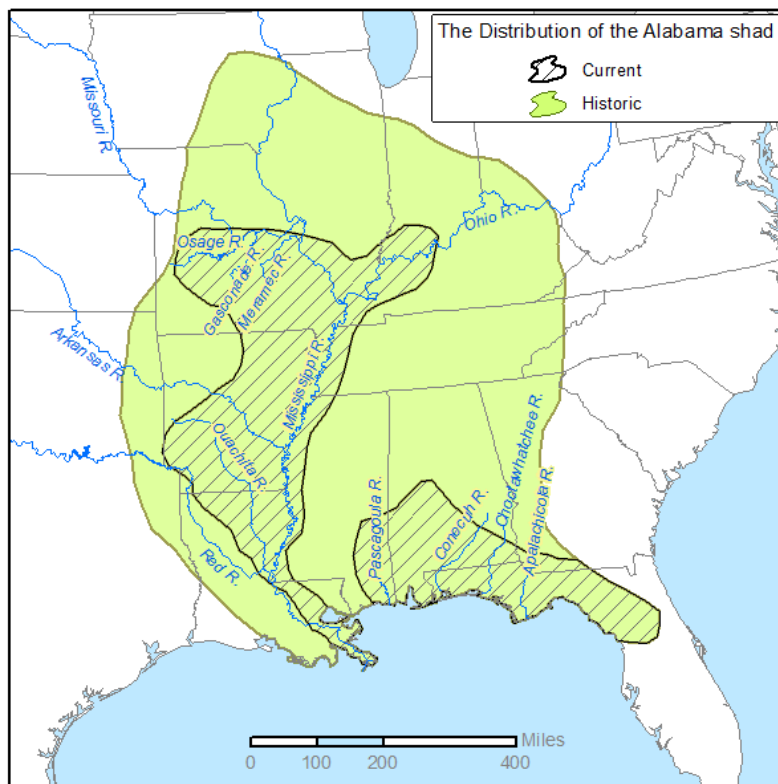 The Distribution of the Alabama shad
Current
Historic
Missouri R.
Ohio R.
Osage R.
Gasconade R.
Meramec R.
Arkansas R.
Mississippi R.
Ouachita R.
Choctawhatchee R.
Pascagoula R.
Conecuh R.
Apalachicola R.
Red R.
Miles
0 100 200 400